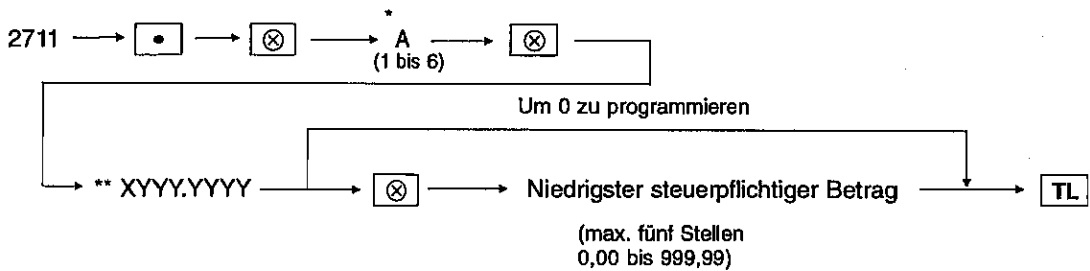 2711 • ⊗ * A ⊗
(1 bis 6)
Um 0 zu programmieren
** XYYY.YYYY ⊗ Niedrigster steuerpflichtiger Betrag TL
(max. fünf Stellen
0,00 bis 999,99)